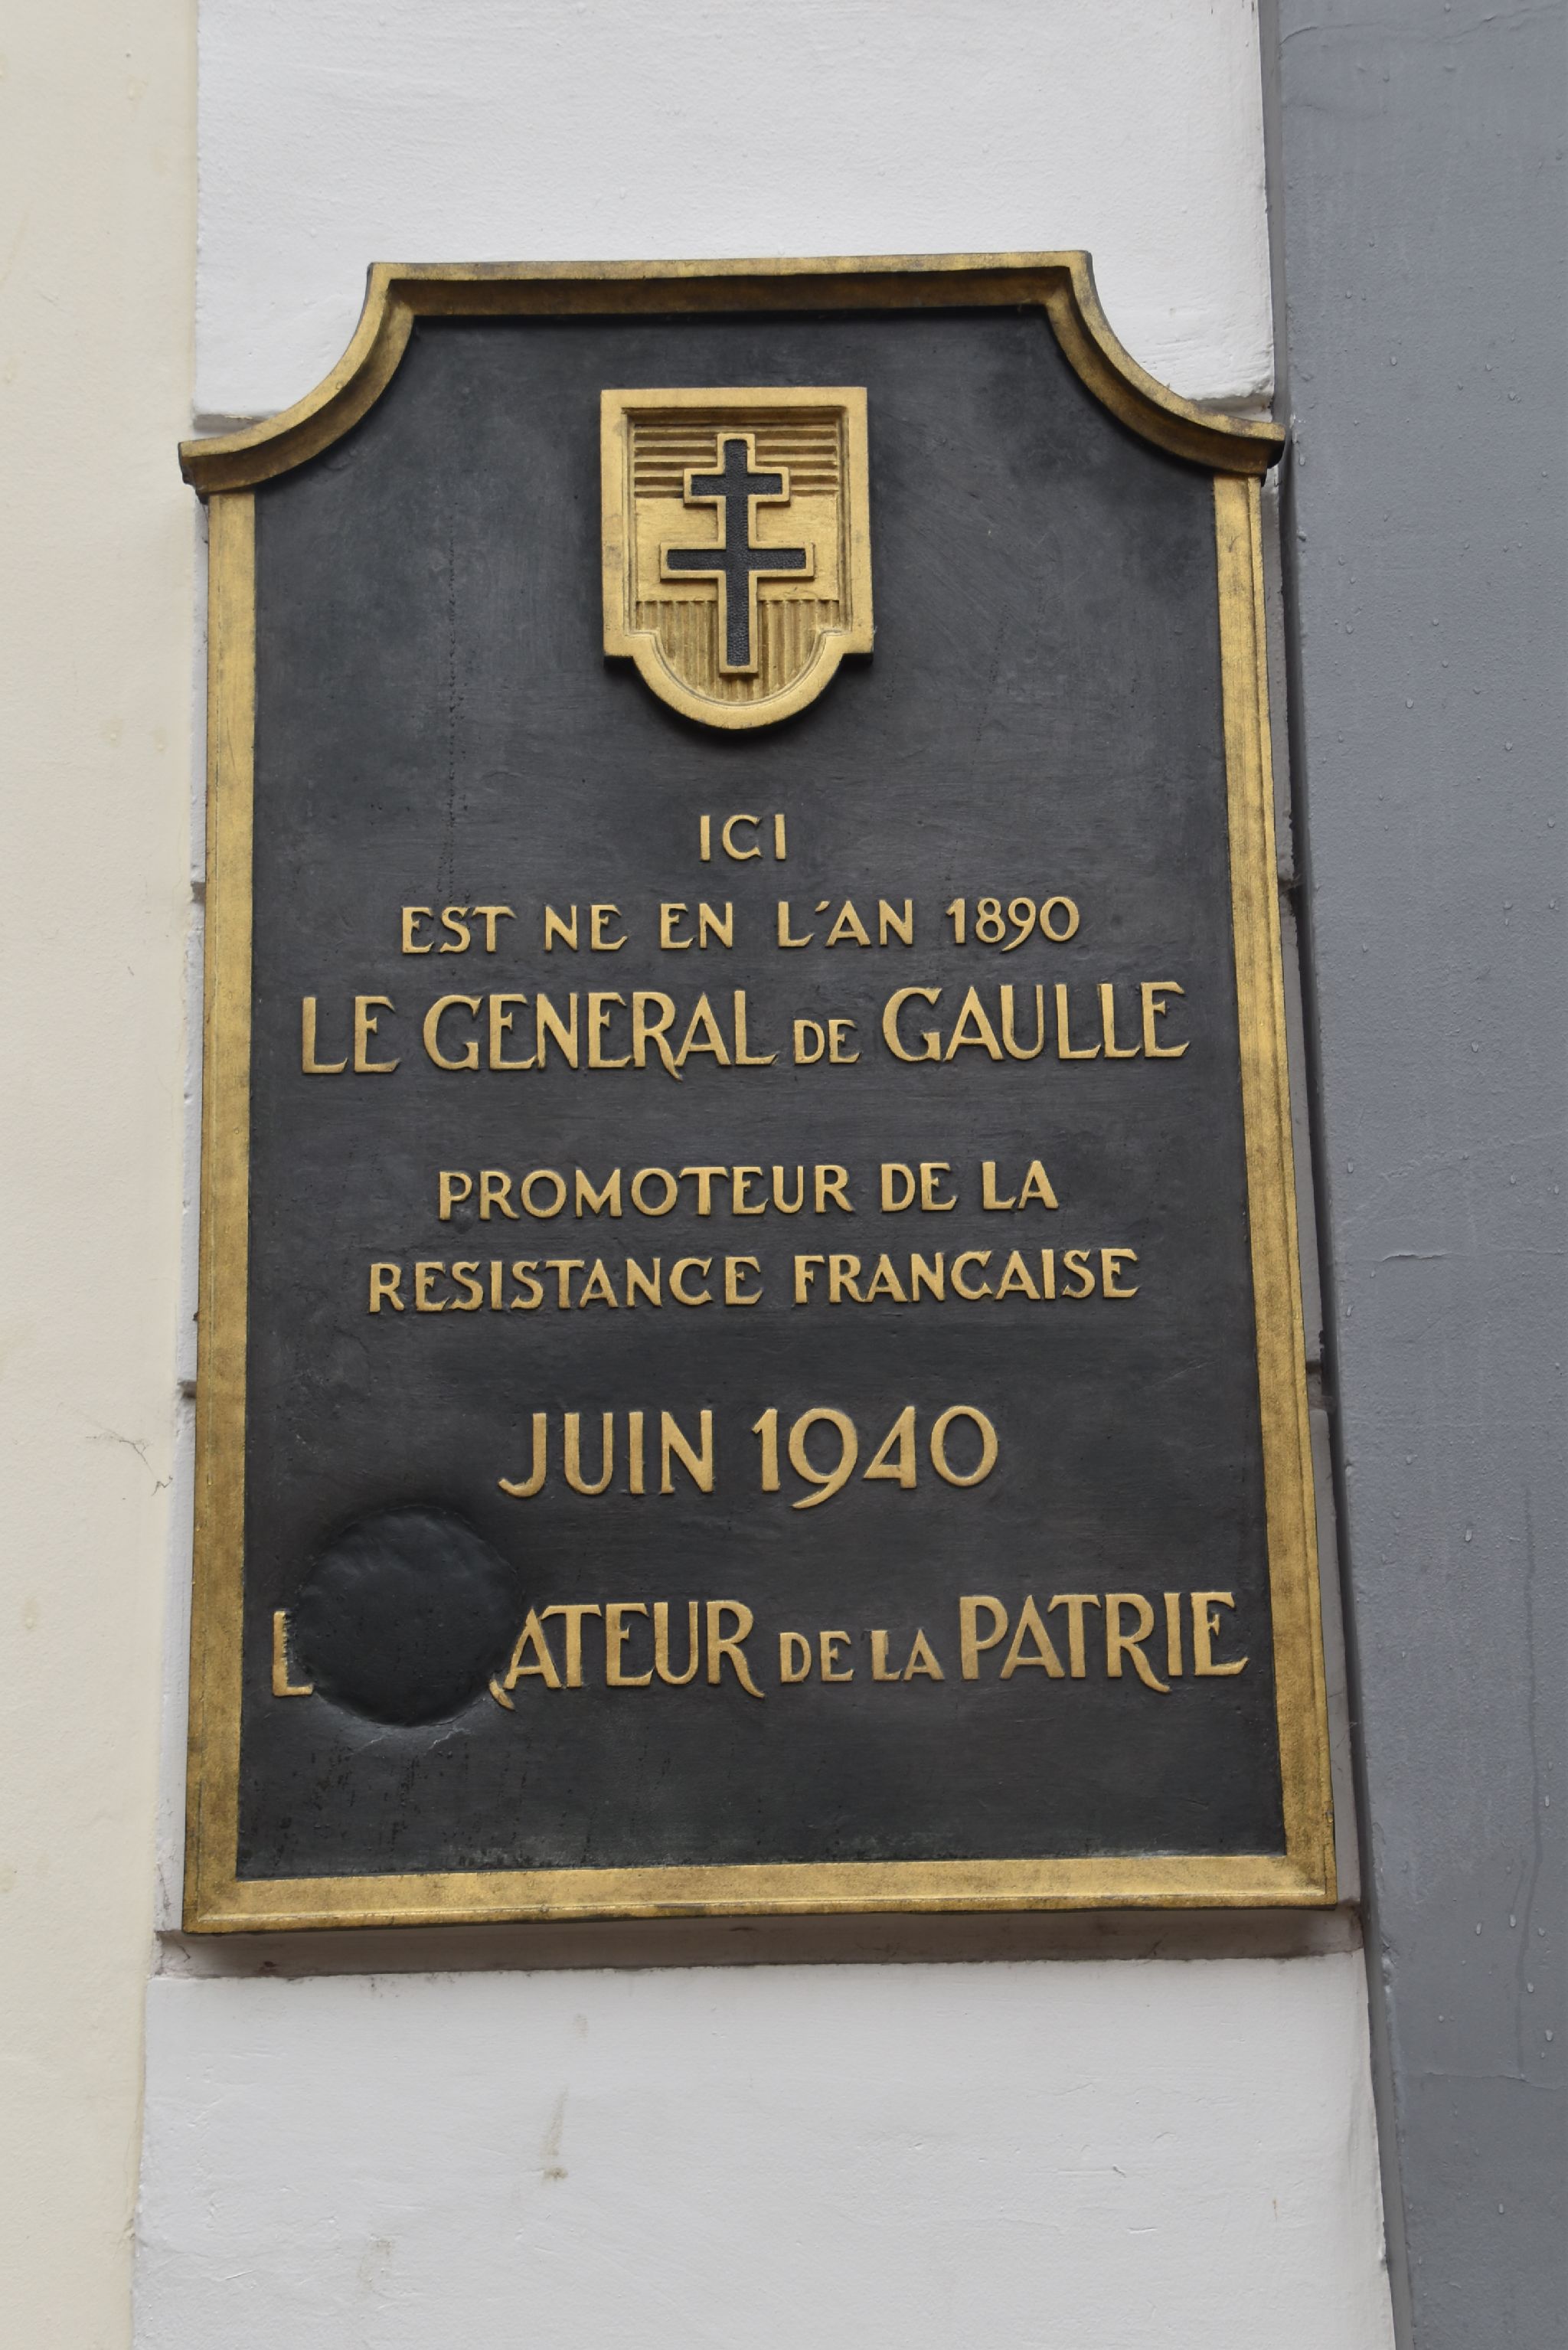 ICI
EST NE EN L'AN 1890
LE GENERAL DE GAULLE
PROMOTEUR DE LA
RESISTANCE FRANCAISE
JUIN 1940
DE LA PATRIE